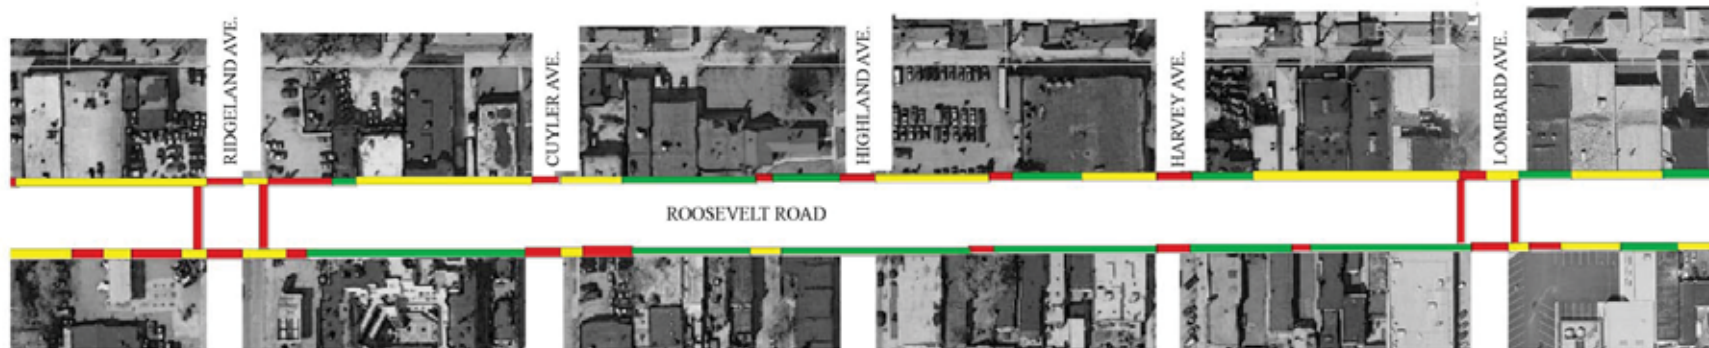 RIDGELAND AVE.
CUYLER AVE.
HIGHLAND AVE.
HARVEY AVE.
LOMBARD AVE.
ROOSEVELT ROAD